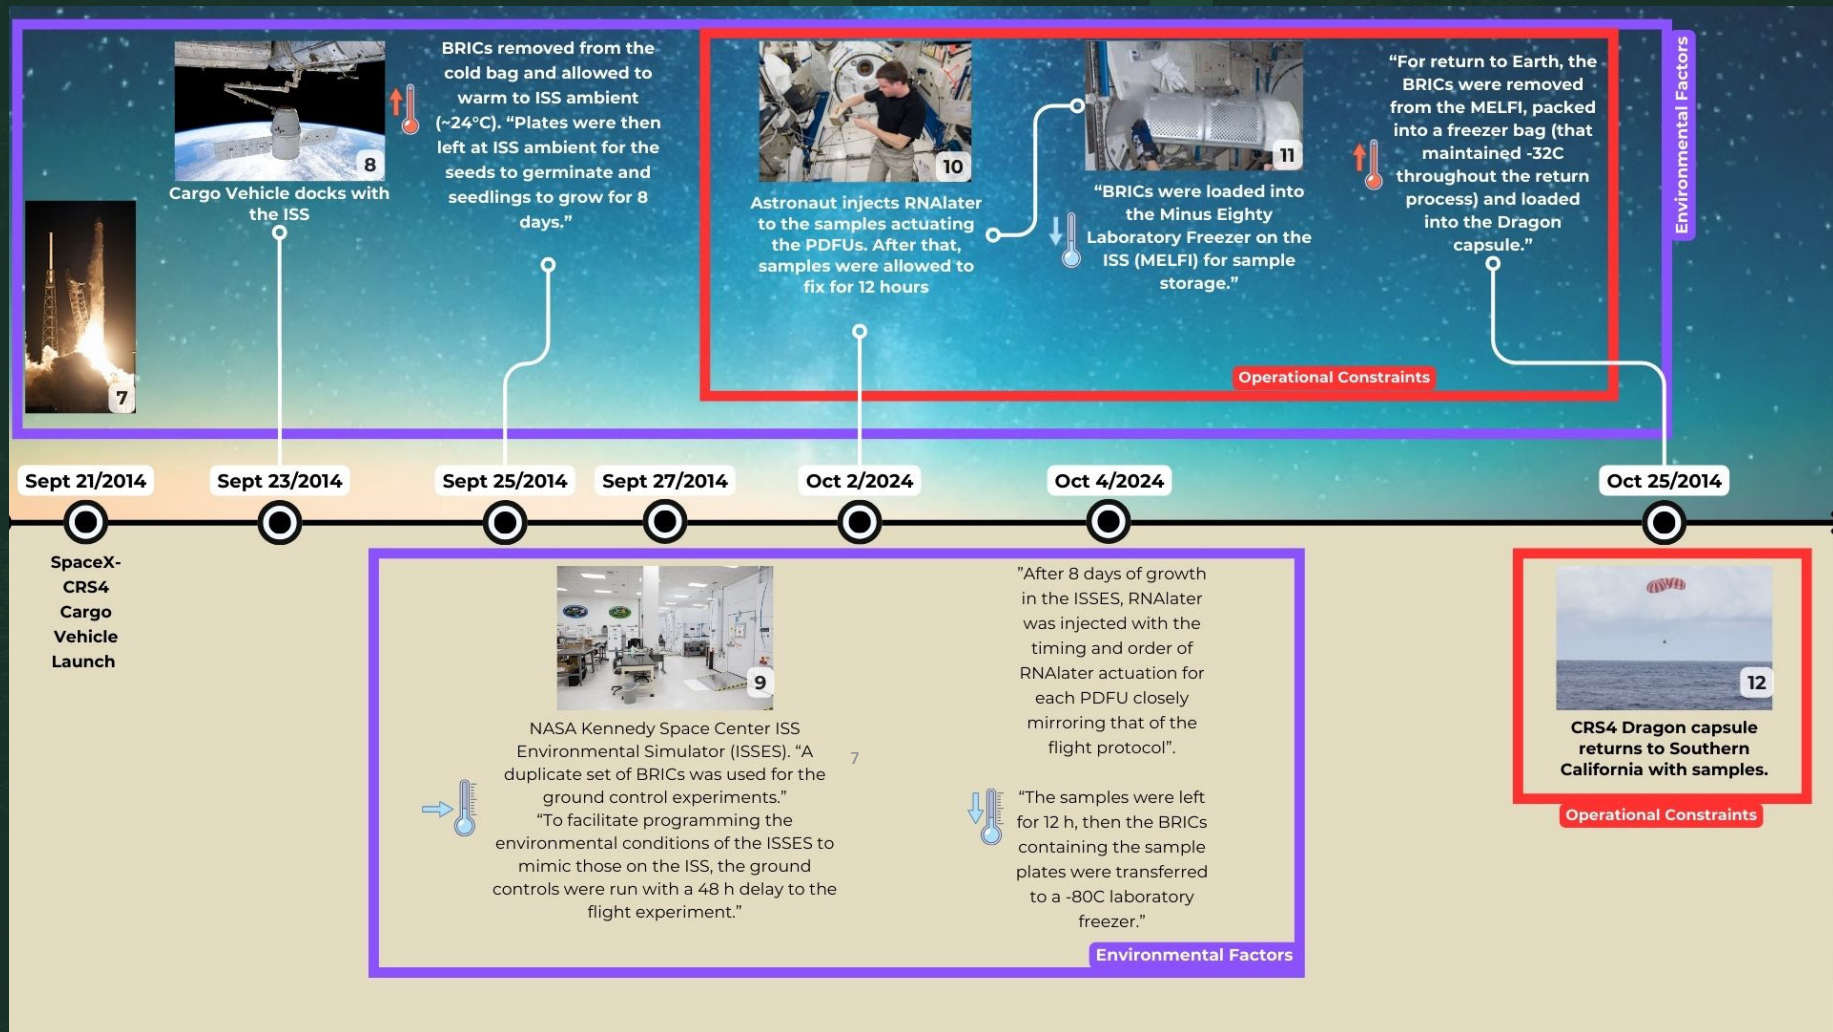 7
8
Cargo Vehicle docks with
the ISS
BRICs removed from the
cold bag and allowed to
warm to ISS ambient
(~24°C). “Plates were then
left at ISS ambient for the
seeds to germinate and
seedlings to grow for 8
days.”
10
Astronaut injects RNAlater
to the samples actuating
the PDFUs. After that,
samples were allowed to
fix for 12 hours
11
“BRICs were loaded into
the Minus Eighty
Laboratory Freezer on the
ISS (MELFI) for sample
storage.”
“For return to Earth, the
BRICs were removed
from the MELFI, packed
into a freezer bag (that
maintained -32C
throughout the return
process) and loaded
into the Dragon
capsule.”
Operational Constraints
Environmental Factors
Sept 21/2014
Sept 23/2014
Sept 25/2014
Sept 27/2014
Oct 2/2024
Oct 4/2024
Oct 25/2014
SpaceX-
CRS4
Cargo
Vehicle
Launch
9
NASA Kennedy Space Center ISS
Environmental Simulator (ISSES). “A
duplicate set of BRICs was used for the
ground control experiments.”
“To facilitate programming the
environmental conditions of the ISSES to
mimic those on the ISS, the ground
controls were run with a 48 h delay to the
flight experiment.”
7
”After 8 days of growth
in the ISSES, RNAlater
was injected with the
timing and order of
RNAlater actuation for
each PDFU closely
mirroring that of the
flight protocol”.
“The samples were left
for 12 h, then the BRICs
containing the sample
plates were transferred
to a -80C laboratory
freezer.”
Environmental Factors
12
CRS4 Dragon capsule
returns to Southern
California with samples.
Operational Constraints